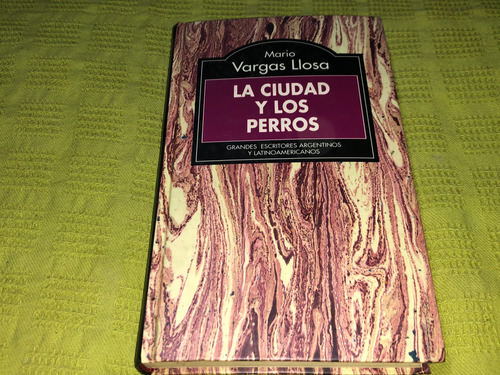 Mario
Vargas Llosa
LA CIUDAD
Y LOS
PERROS
GRANDES ESCRITORES ARGENTINOS
Y LATINOAMERICANOS